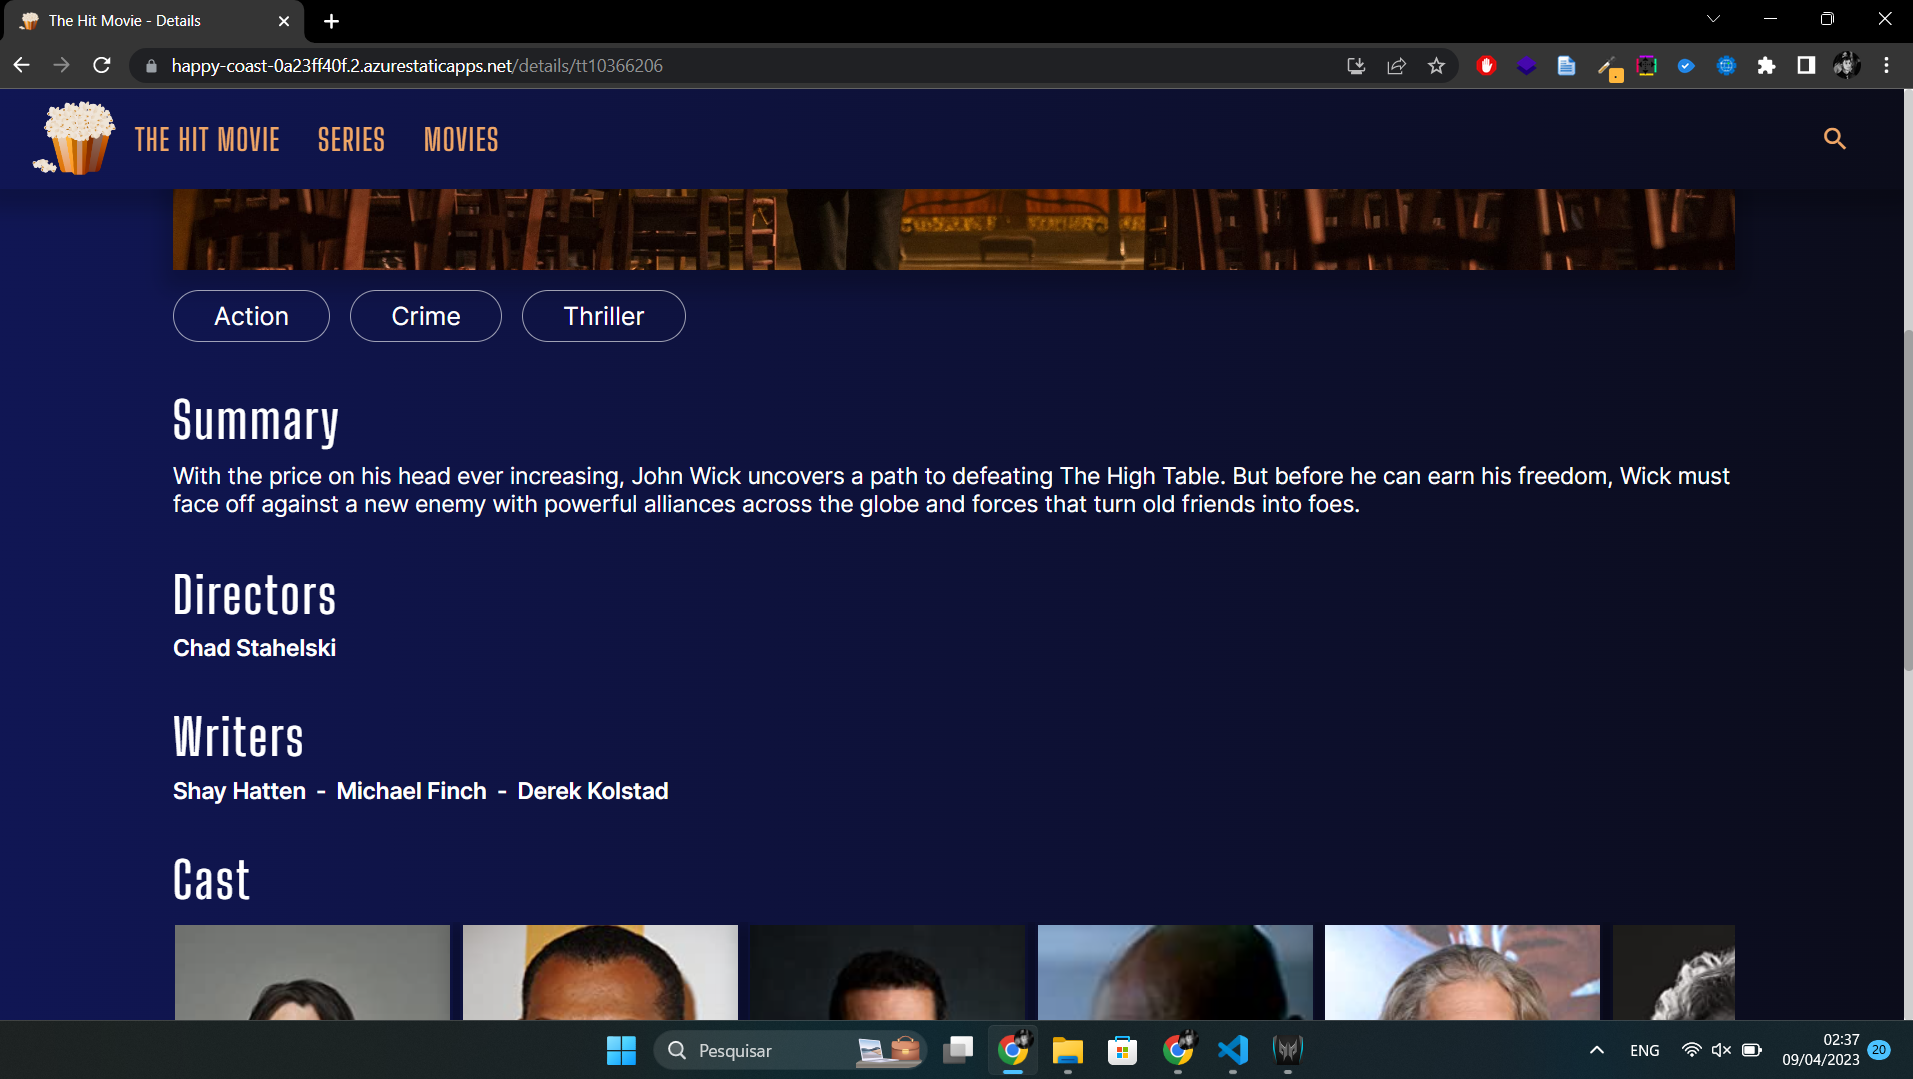 The Hit Movie - Details
happy-coast-0a23ff40f.2.azurestaticapps.net/details/tt10366206
THE HIT MOVIE SERIES MOVIES
Action Crime Thriller
Summary
With the price on his head ever increasing, John Wick uncovers a path to defeating The High Table. But before he can earn his freedom, Wick must
face off against a new enemy with powerful alliances across the globe and forces that turn old friends into foes.
Directors
Chad Stahelski
Writers
Shay Hatten - Michael Finch - Derek Kolstad
Cast
Pesquisar
ENG
02:37
09/04/2023
20